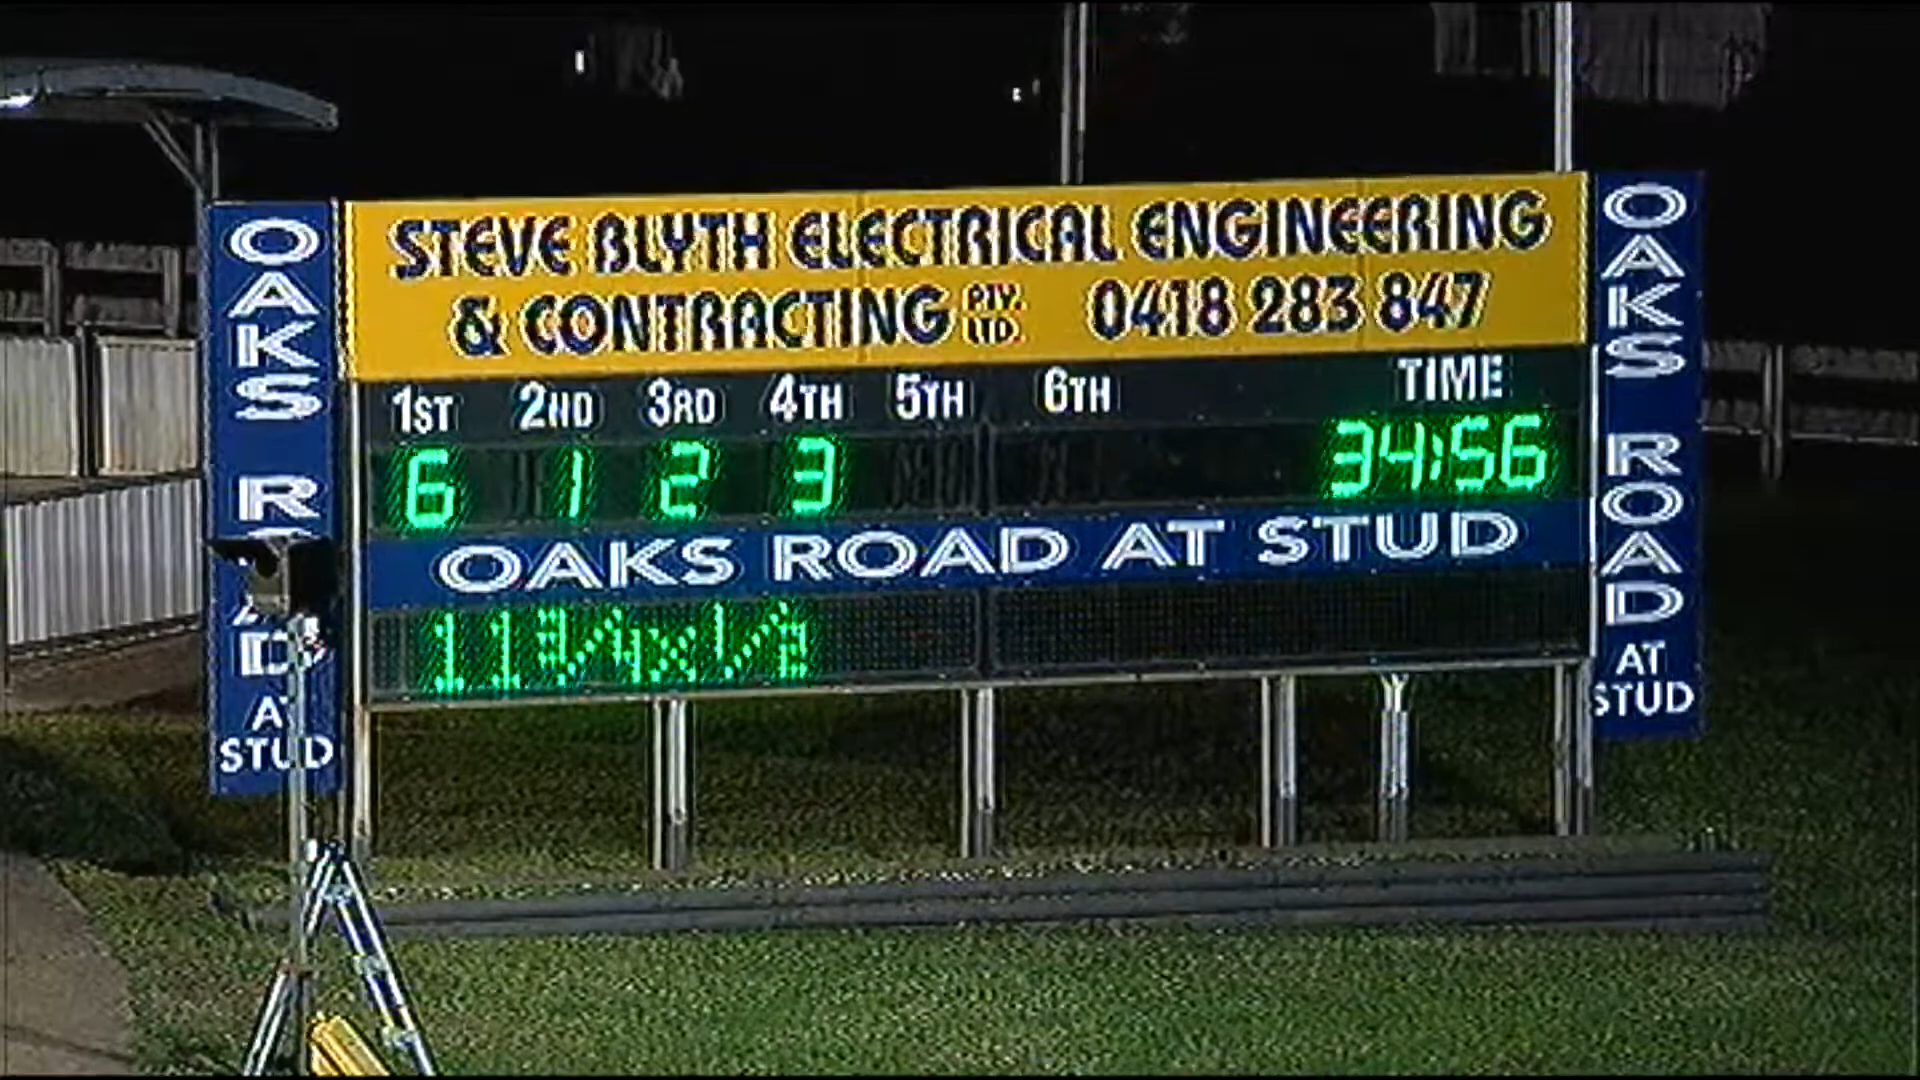 OAKS ROAD AT STUD
STEVE BLYTH ELECTRICAL ENGINEERING
& CONTRACTING PTY. LTD. 0418 283 847
1ST 2ND 3RD 4TH 5TH 6TH TIME
6 1 2 3 34:56
OAKS ROAD AT STUD
11 3/4 x 1/2
OAKS ROAD AT STUD